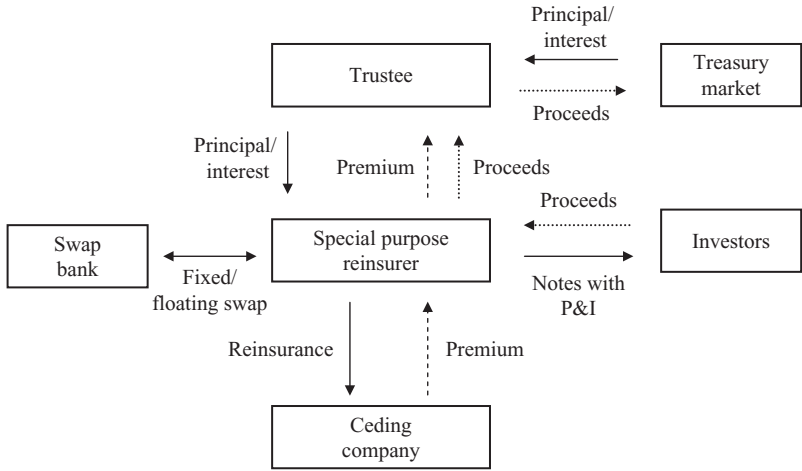 Principal/
interest
Trustee
Treasury
market
Proceeds
Principal/
interest
Premium
Proceeds
Proceeds
Swap
bank
Special purpose
reinsurer
Investors
Fixed/
floating swap
Notes with
P&I
Reinsurance
Premium
Ceding
company